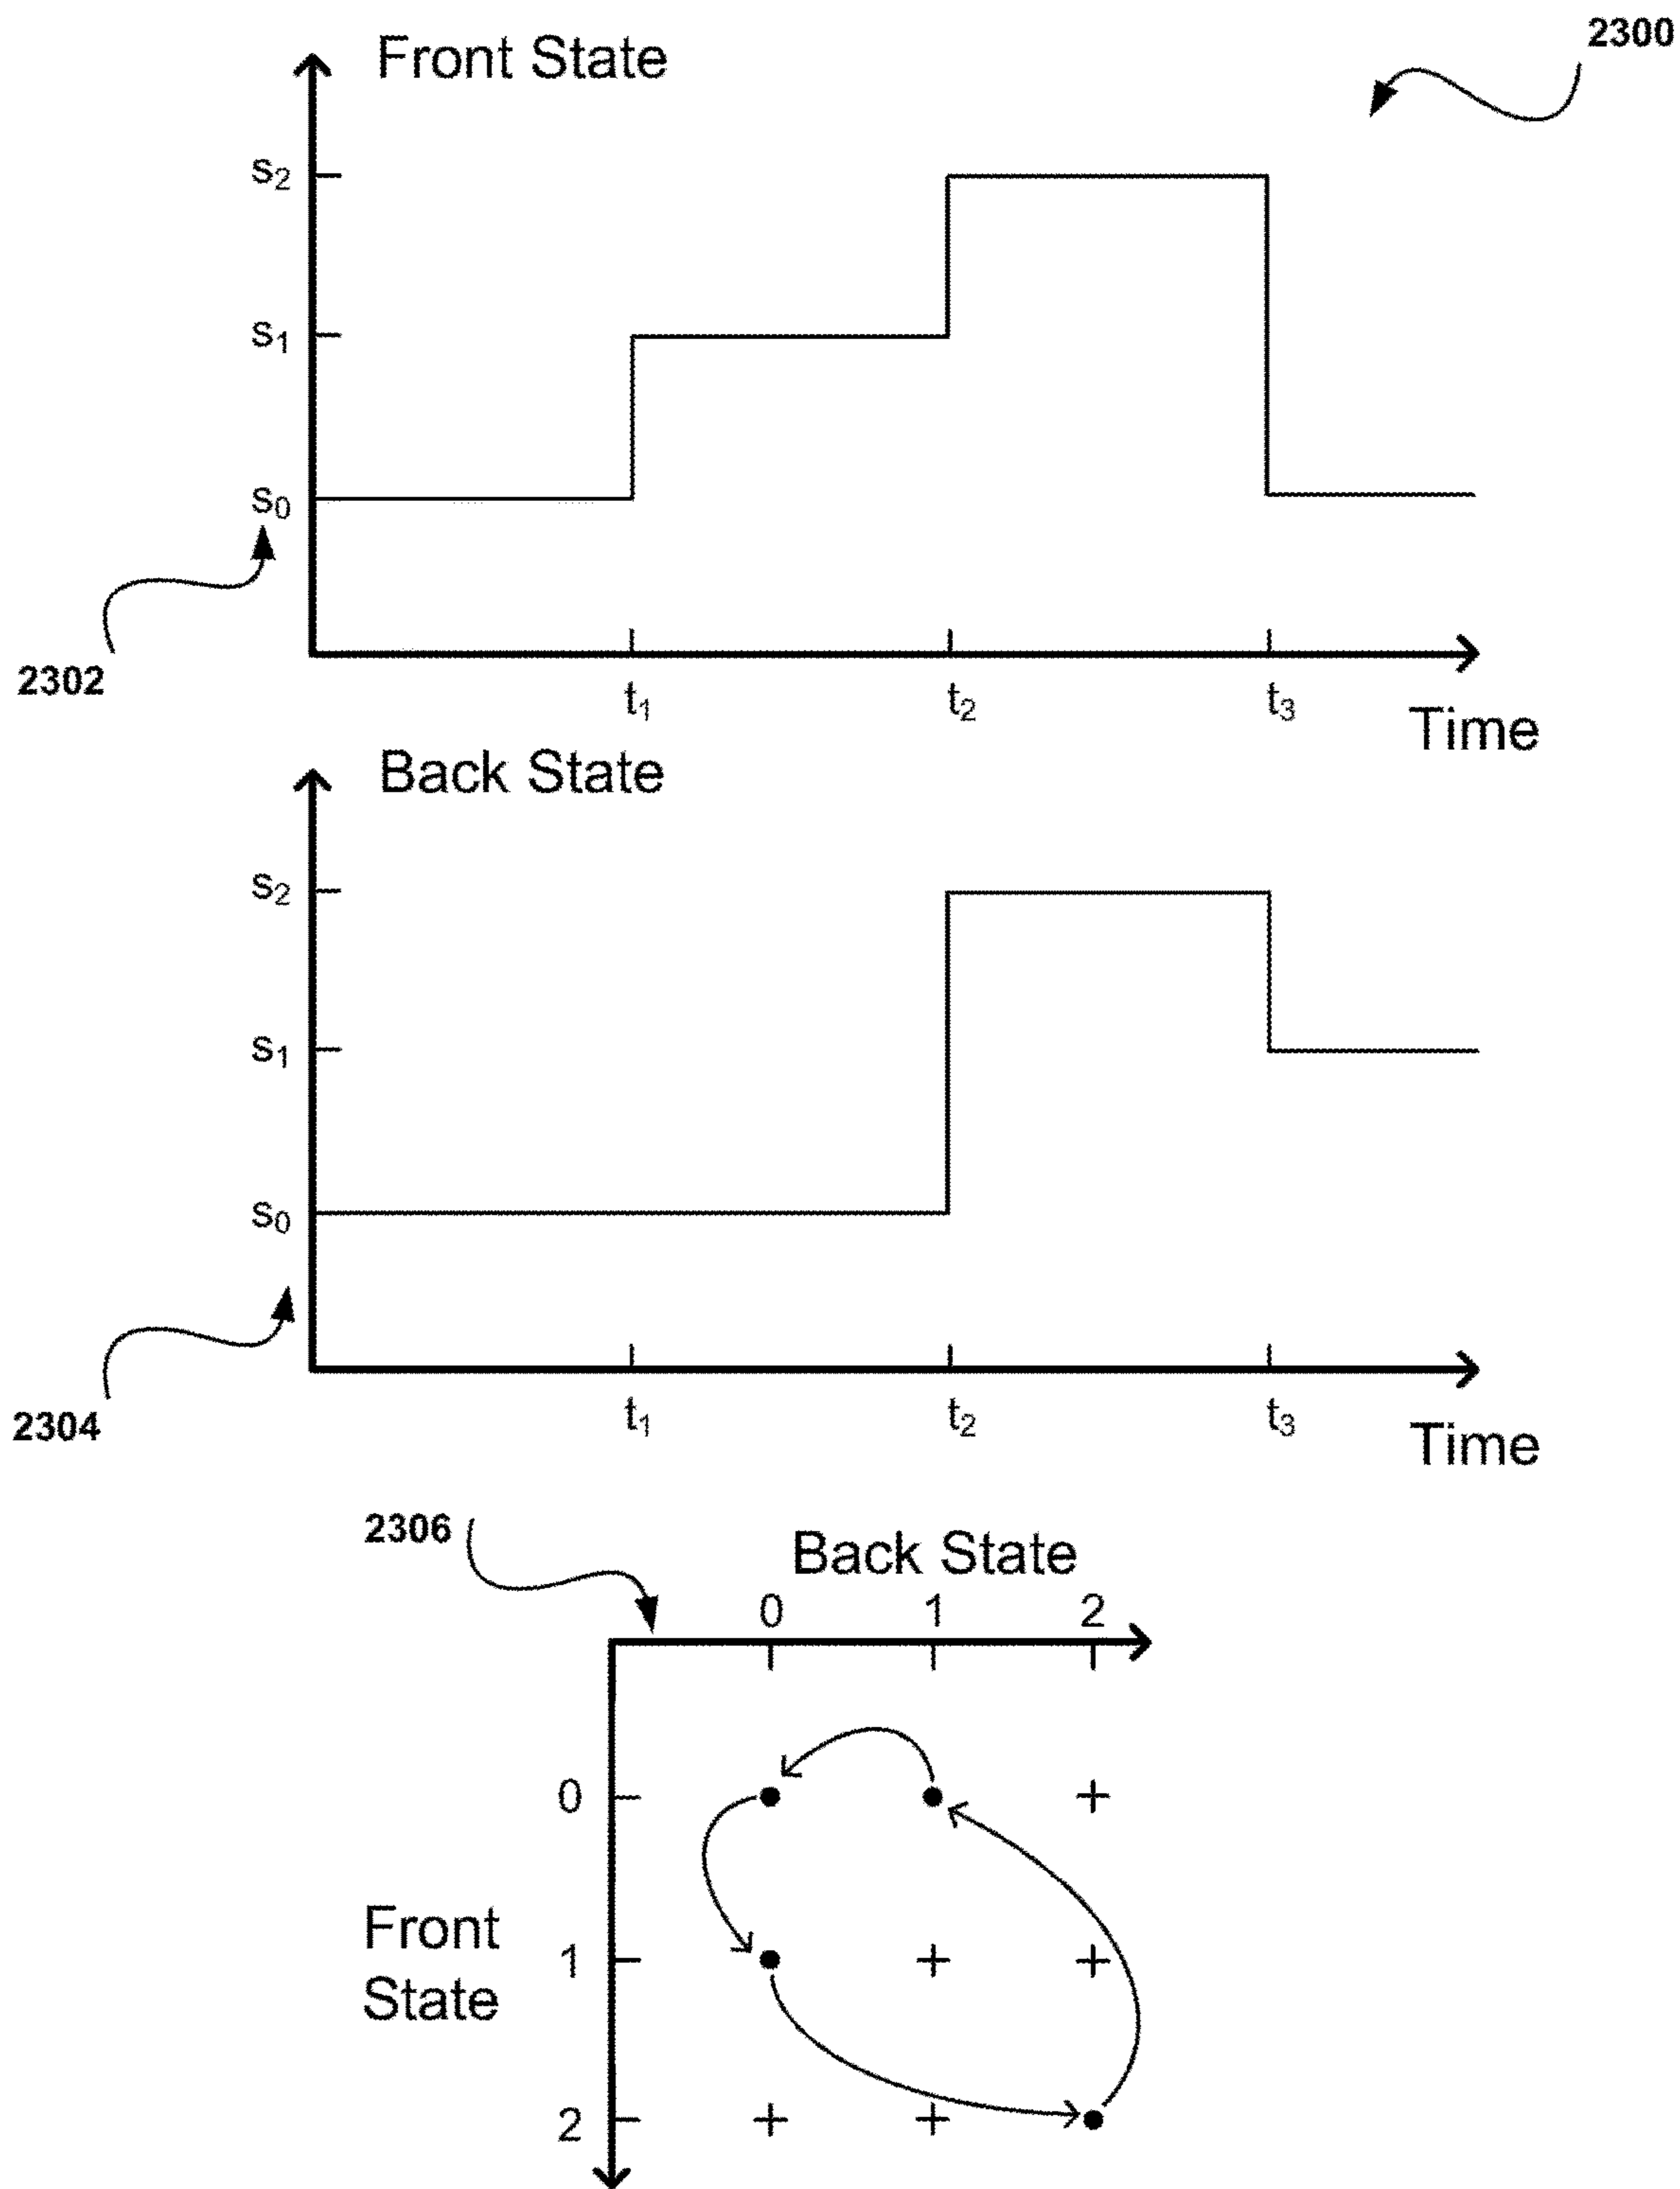 2300
Front State
S2
S1
S0
2302
t1
t2
t3
Time
Back State
S2
S1
S0
2304
t1
t2
t3
Time
2306
Back State
0 1 2
0
Front
State
1
2